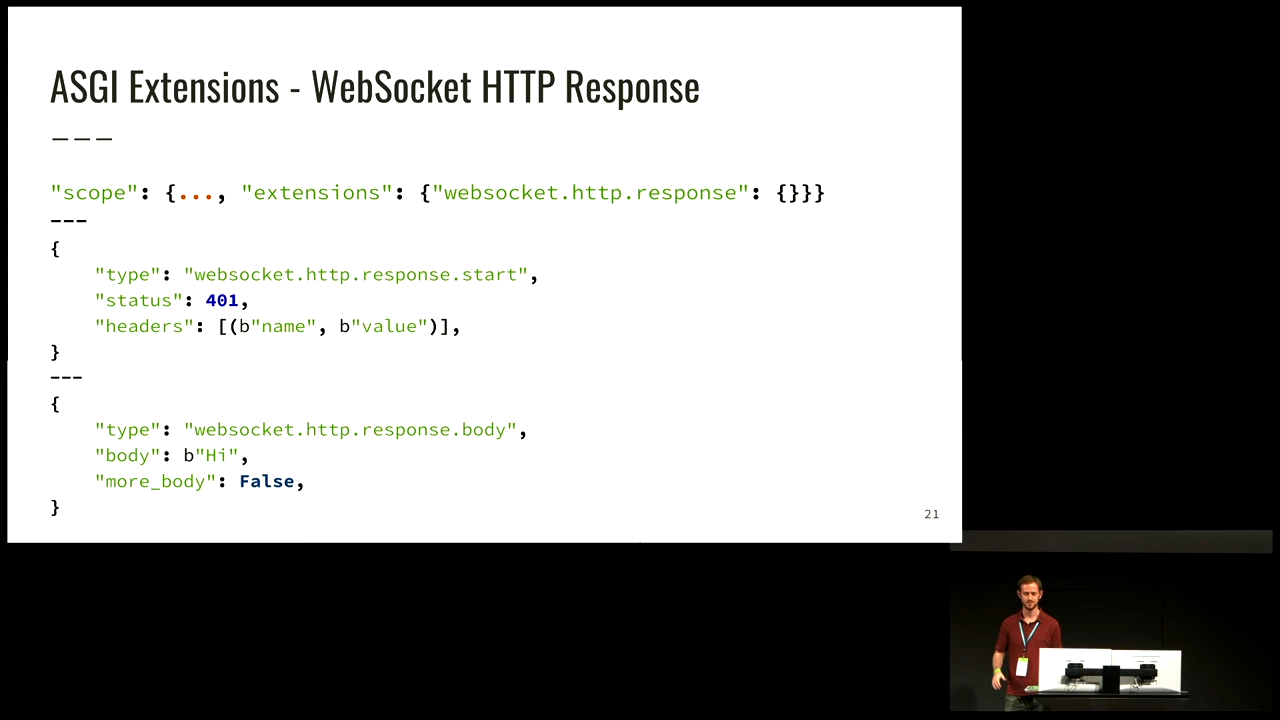 ASGI Extensions - WebSocket HTTP Response
———
"scope": {..., "extensions": {"websocket.http.response": {}}}
---
{
    "type": "websocket.http.response.start",
    "status": 401,
    "headers": [(b"name", b"value")],
}
---
{
    "type": "websocket.http.response.body",
    "body": b"Hi",
    "more_body": False,
}
21